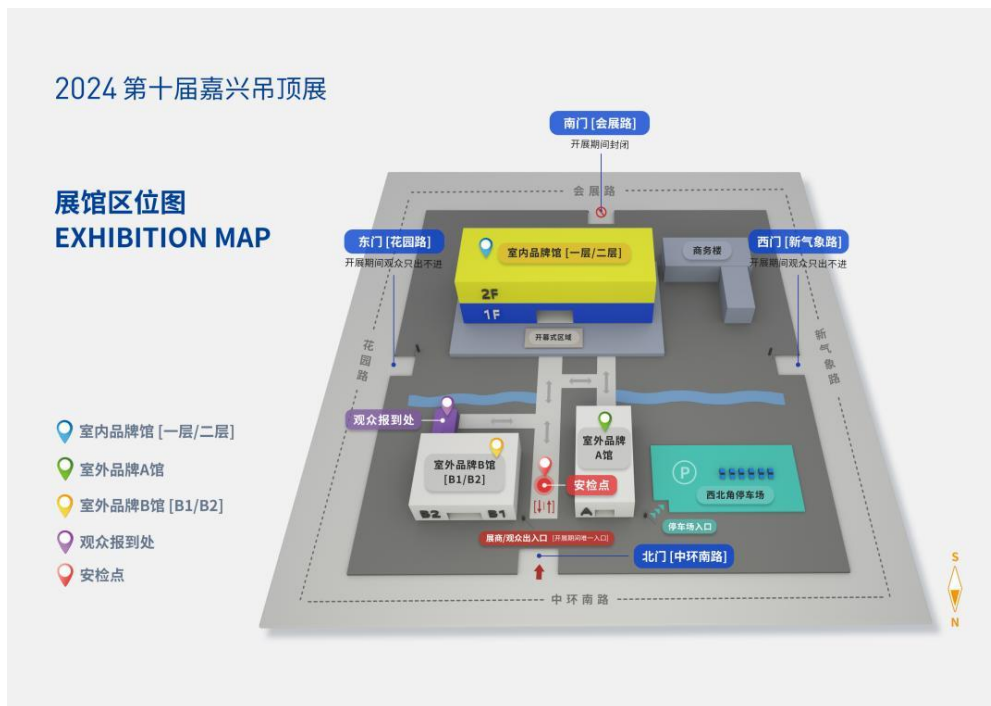 2024 第十届嘉兴吊顶展
南门 [会展路]
开展期间封闭
展馆区位图
EXHIBITION MAP
会展路
东门 [花园路]
开展期间观众只出不进
室内品牌馆 [一层/二层]
商务楼
西门 [新气象路]
开展期间观众只出不进
2F
1F
开幕式区域
花园路
新气象路
观众报到处
室外品牌
A馆
室外品牌B馆
[B1/B2]
安检点
P
西北角停车场
B2
B1
A
停车场入口
展商/观众出入口 [开展期间唯一入口]
北门 [中环南路]
中环南路
室内品牌馆 [一层/二层]
室外品牌A馆
室外品牌B馆 [B1/B2]
观众报到处
安检点
S
N